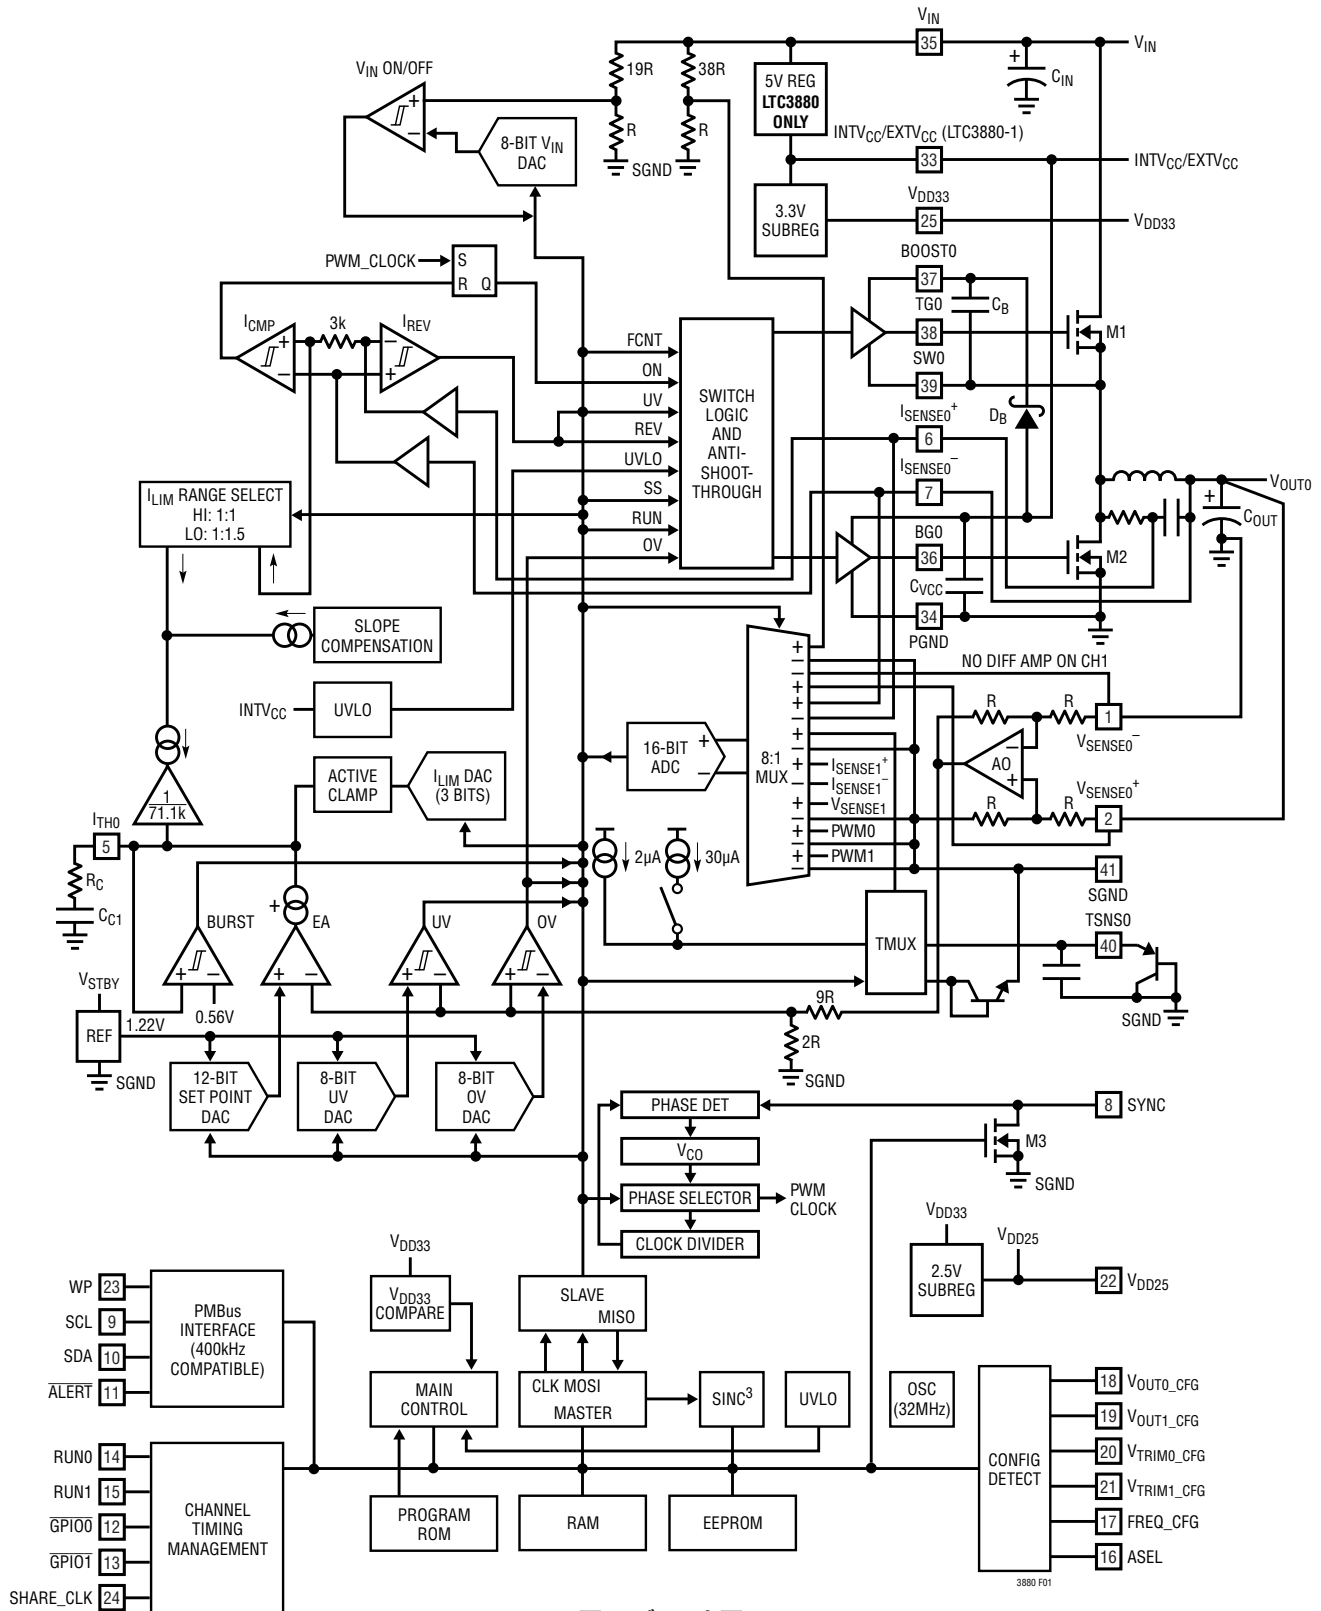 VIN
35
VIN
19R
38R
5V REG
LTC3880
ONLY
+
CIN
VIN ON/OFF
+
−
8-BIT VIN
DAC
R
R
SGND
INTVCC/EXTVCC (LTC3880-1)
33
INTVCC/EXTVCC
3.3V
SUBREG
VDD33
25
VDD33
PWM_CLOCK
S
R Q
BOOST0
37
TG0
CB
38
M1
SW0
39
ICMP
+
−
3k
IREV
−
+
FCNT
ON
UV
REV
UVLO
SS
RUN
OV
SWITCH
LOGIC
AND
ANTI-
SHOOT-
THROUGH
DB
ISENSE0+
6
ISENSE0−
7
VOUT0
+
COUT
ILIM RANGE SELECT
HI: 1:1
LO: 1:1.5
BG0
36
M2
CVCC
34
PGND
SLOPE
COMPENSATION
INTVCC
UVLO
NO DIFF AMP ON CH1
+
−
−
+
+
−
+
−
+
−
+
−
+
−
+
−
8:1
MUX
ISENSE1+
ISENSE1−
VSENSE1
PWM0
PWM1
16-BIT
ADC
+
−
R
R
1
VSENSE0−
AO
−
+
VSENSE0+
R
R
2
1
71.1k
ACTIVE
CLAMP
ILIM DAC
(3 BITS)
ITH0
5
RC
CC1
2µA
30µA
41
SGND
TSNS0
40
TMUX
SGND
BURST
+
−
+
EA
+
−
UV
+
−
OV
+
−
0.56V
VSTBY
REF
1.22V
SGND
9R
2R
SGND
12-BIT
SET POINT
DAC
8-BIT
UV
DAC
8-BIT
OV
DAC
PHASE DET
VCO
PHASE SELECTOR
CLOCK DIVIDER
PWM
CLOCK
8
SYNC
M3
SGND
VDD33
VDD25
2.5V
SUBREG
22
VDD25
VDD33
VDD33
COMPARE
SLAVE
MISO
WP 23
SCL 9
SDA 10
ALERT 11
PMBus
INTERFACE
(400kHz
COMPATIBLE)
MAIN
CONTROL
CLK MOSI
MASTER
SINC3
UVLO
OSC
(32MHz)
CONFIG
DETECT
18 VOUT0_CFG
19 VOUT1_CFG
20 VTRIM0_CFG
21 VTRIM1_CFG
17 FREQ_CFG
16 ASEL
RUN0 14
RUN1 15
GPIO0 12
GPIO1 13
SHARE_CLK 24
CHANNEL
TIMING
MANAGEMENT
PROGRAM
ROM
RAM
EEPROM
3880 F01